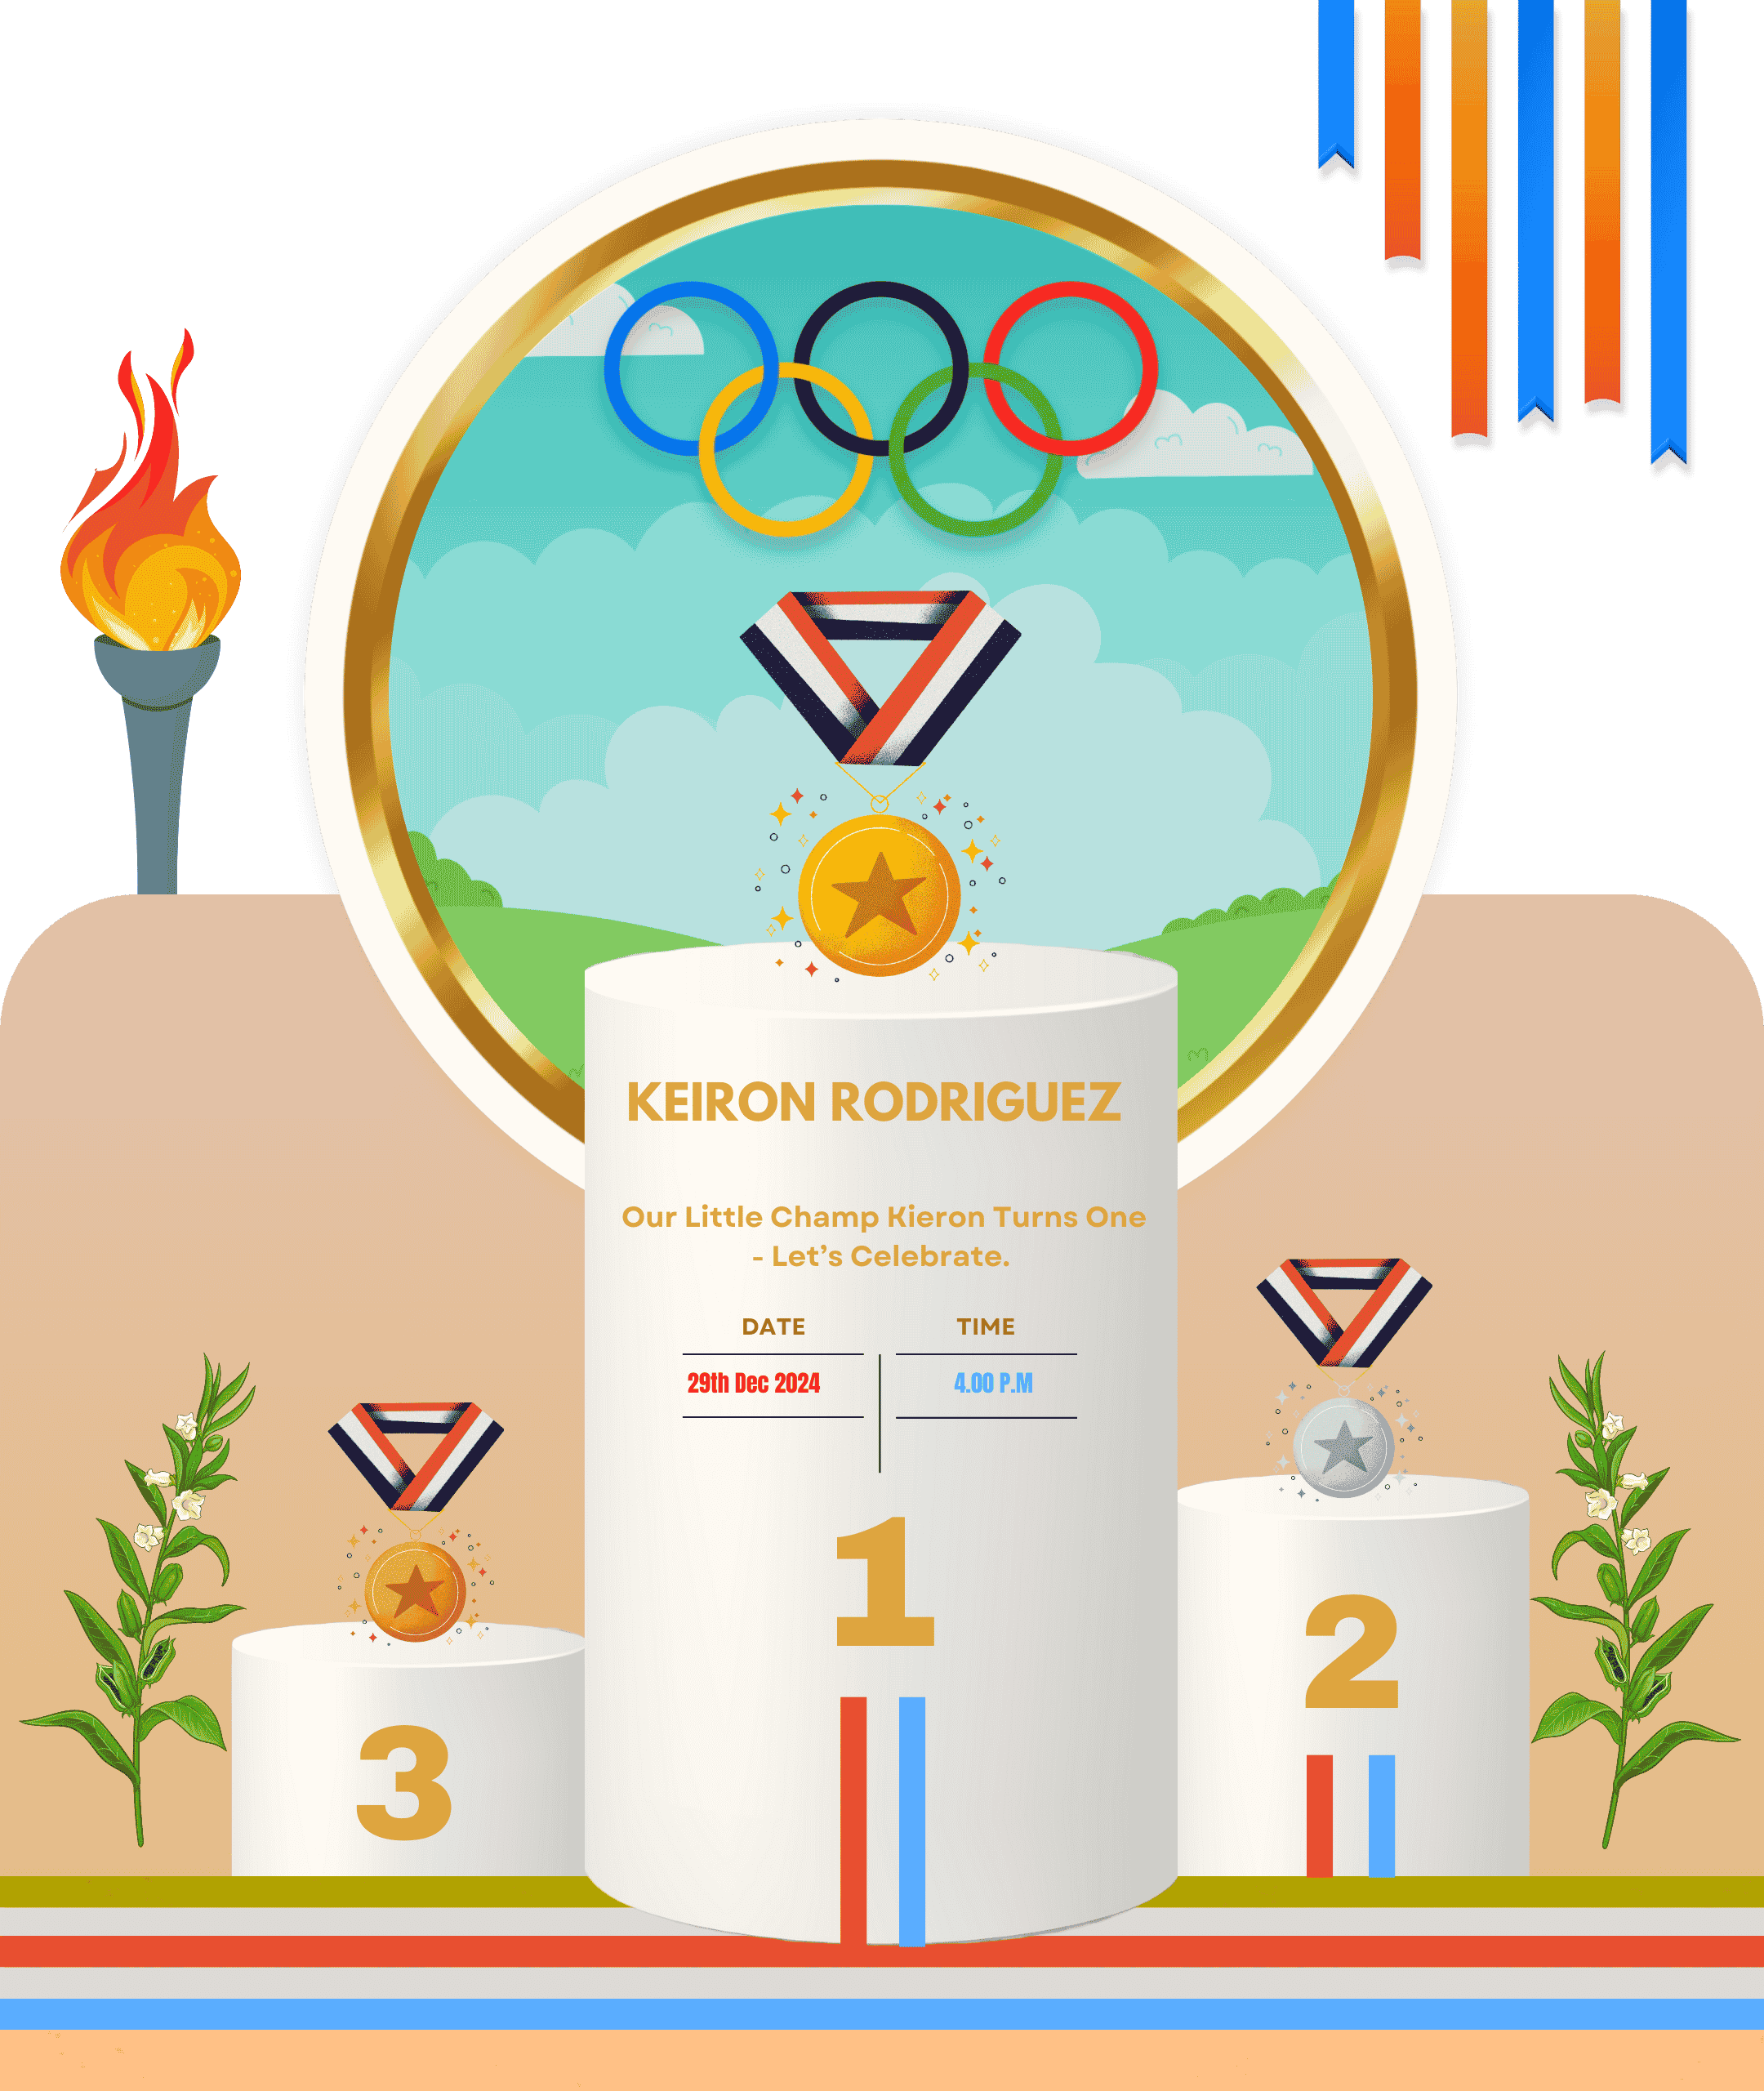 KEIRON RODRIGUEZ
Our Little Champ Kieron Turns One
- Let's Celebrate.
DATE
TIME
29th Dec 2024
4.00 P.M
1
2
3